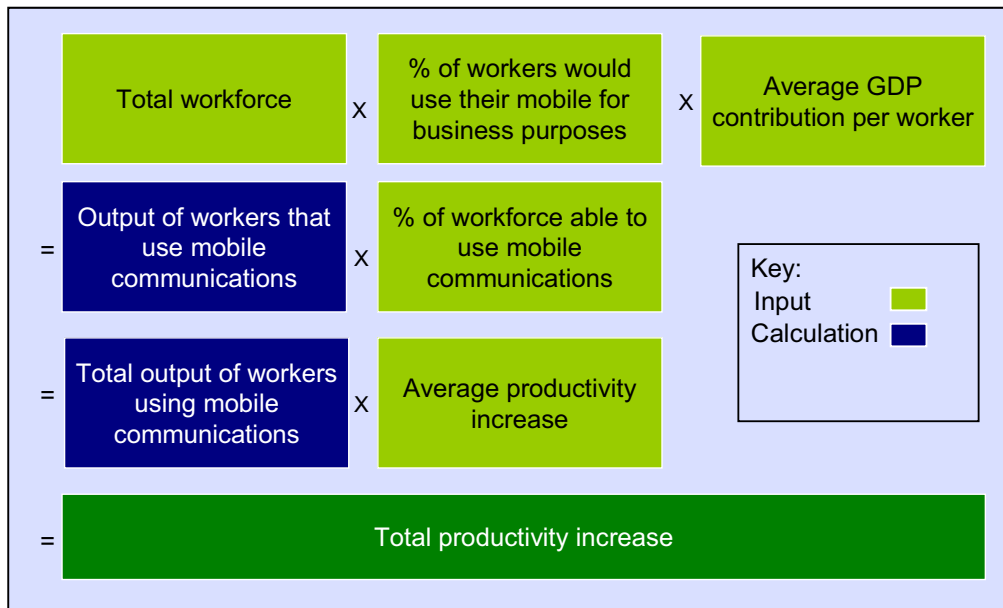 Total workforce
X
% of workers would
use their mobile for
business purposes
X
Average GDP
contribution per worker
=
Output of workers that
use mobile
communications
X
% of workforce able to
use mobile
communications
Key:
Input
Calculation
=
Total output of workers
using mobile
communications
X
Average productivity
increase
=
Total productivity increase